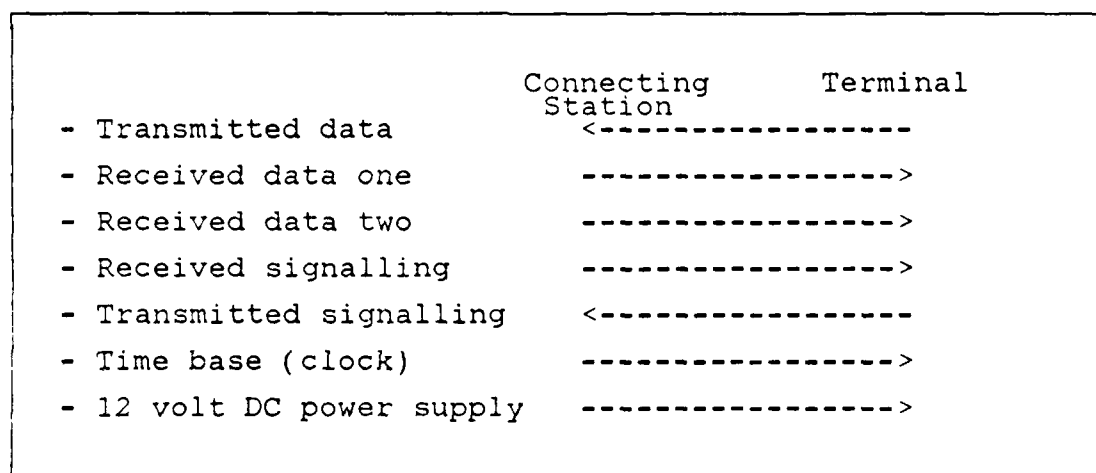 Connecting Terminal
Station
- Transmitted data <-----------------
- Received data one ----------------->
- Received data two ----------------->
- Received signalling ----------------->
- Transmitted signalling <-----------------
- Time base (clock) ----------------->
- 12 volt DC power supply ----------------->